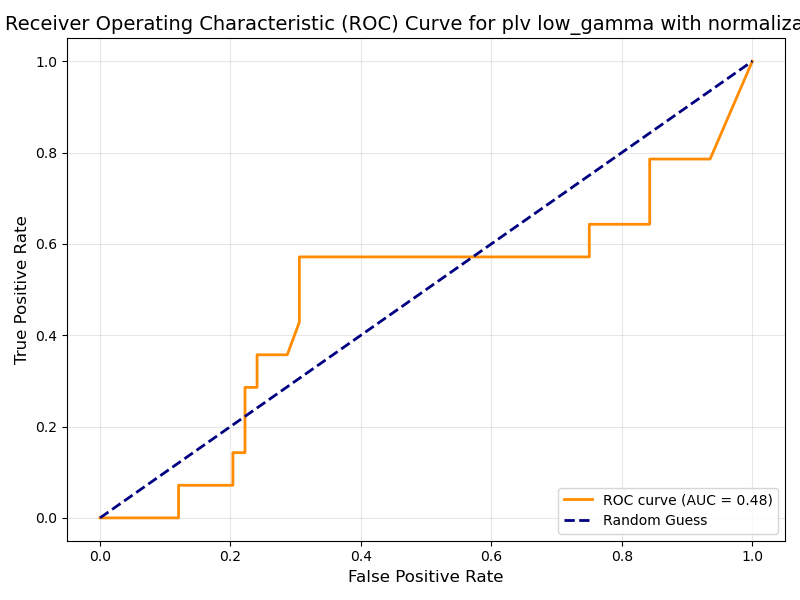 Receiver Operating Characteristic (ROC) Curve for plv low_gamma with normaliza
1.0
0.8
0.6
0.4
0.2
0.0
True Positive Rate
ROC curve (AUC = 0.48)
Random Guess
0.0 0.2 0.4 0.6 0.8 1.0
False Positive Rate